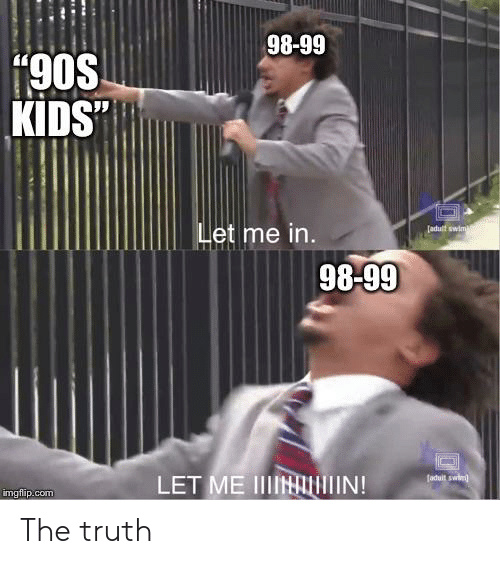 98-99
“90S
KIDS”
Let me in.
[adult swim]
98-99
LET ME IIIIIIIIIIIIIN!
[adult swim]
imgflip.com
The truth